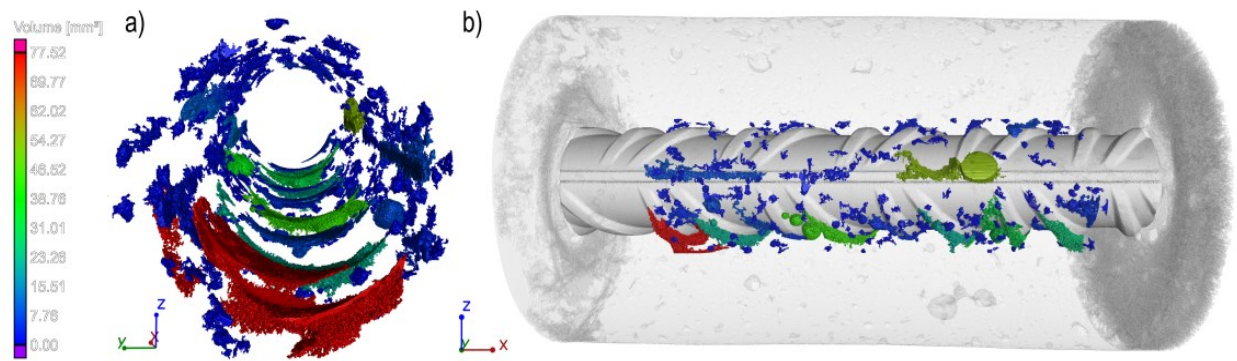 Volume [mm³]
77.52
69.77
62.02
54.27
46.52
38.76
31.01
23.26
15.51
7.76
0.00
a)
z
y
x
b)
z
y
x